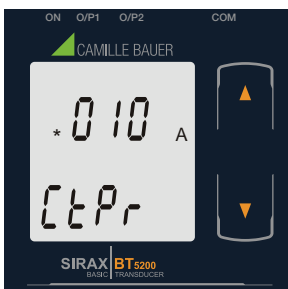 ON O/P1 O/P2 COM
CAMILLE BAUER
* 010 A
CtPr
SIRAX BT5200
BASIC TRANSDUCER